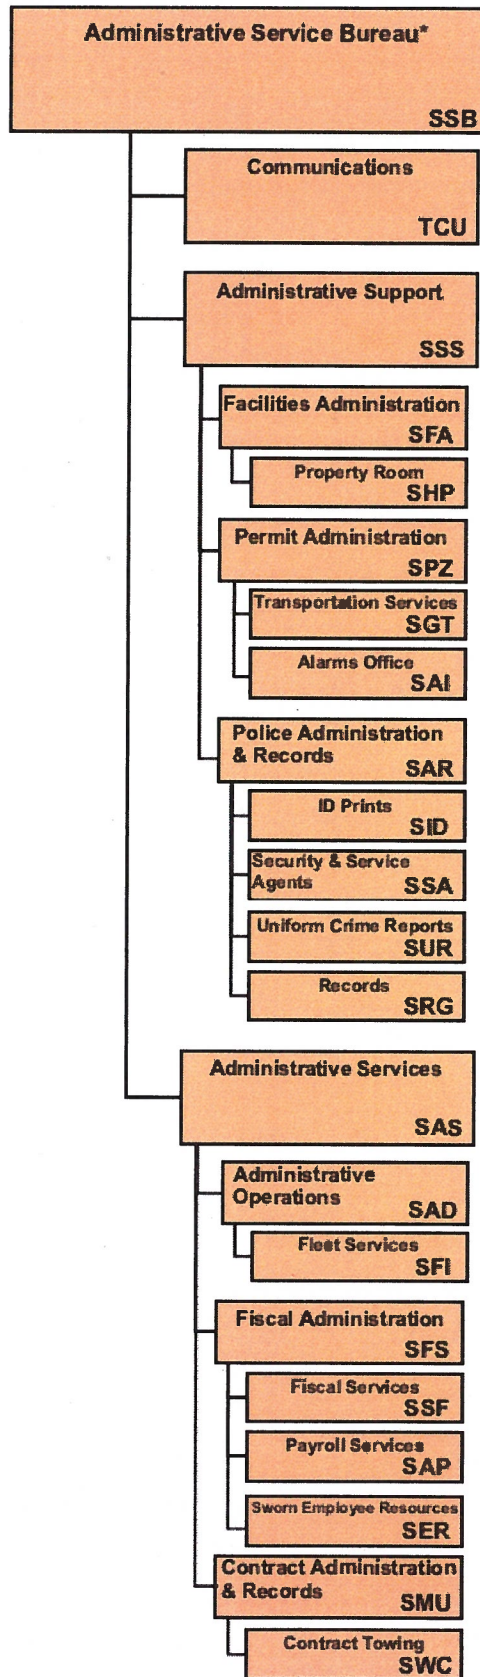 Administrative Service Bureau*
SSB
Communications
TCU
Administrative Support
SSS
Facilities Administration
SFA
Property Room
SHP
Permit Administration
SPZ
Transportation Services
SGT
Alarms Office
SAI
Police Administration
& Records
SAR
ID Prints
SID
Security & Service
Agents
SSA
Uniform Crime Reports
SUR
Records
SRG
Administrative Services
SAS
Administrative
Operations
SAD
Fleet Services
SFI
Fiscal Administration
SFS
Fiscal Services
SSF
Payroll Services
SAP
Sworn Employee Resources
SER
Contract Administration
& Records
SMU
Contract Towing
SWC